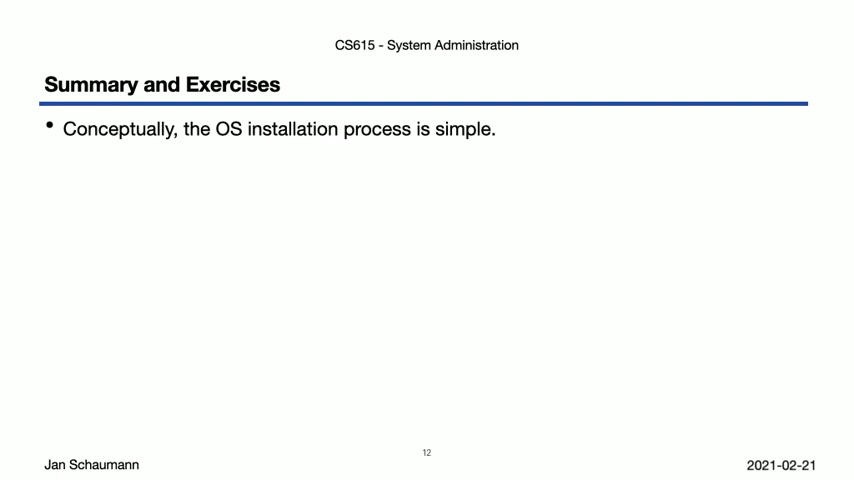 CS615 - System Administration
Summary and Exercises
• Conceptually, the OS installation process is simple.
12
Jan Schaumann
2021-02-21